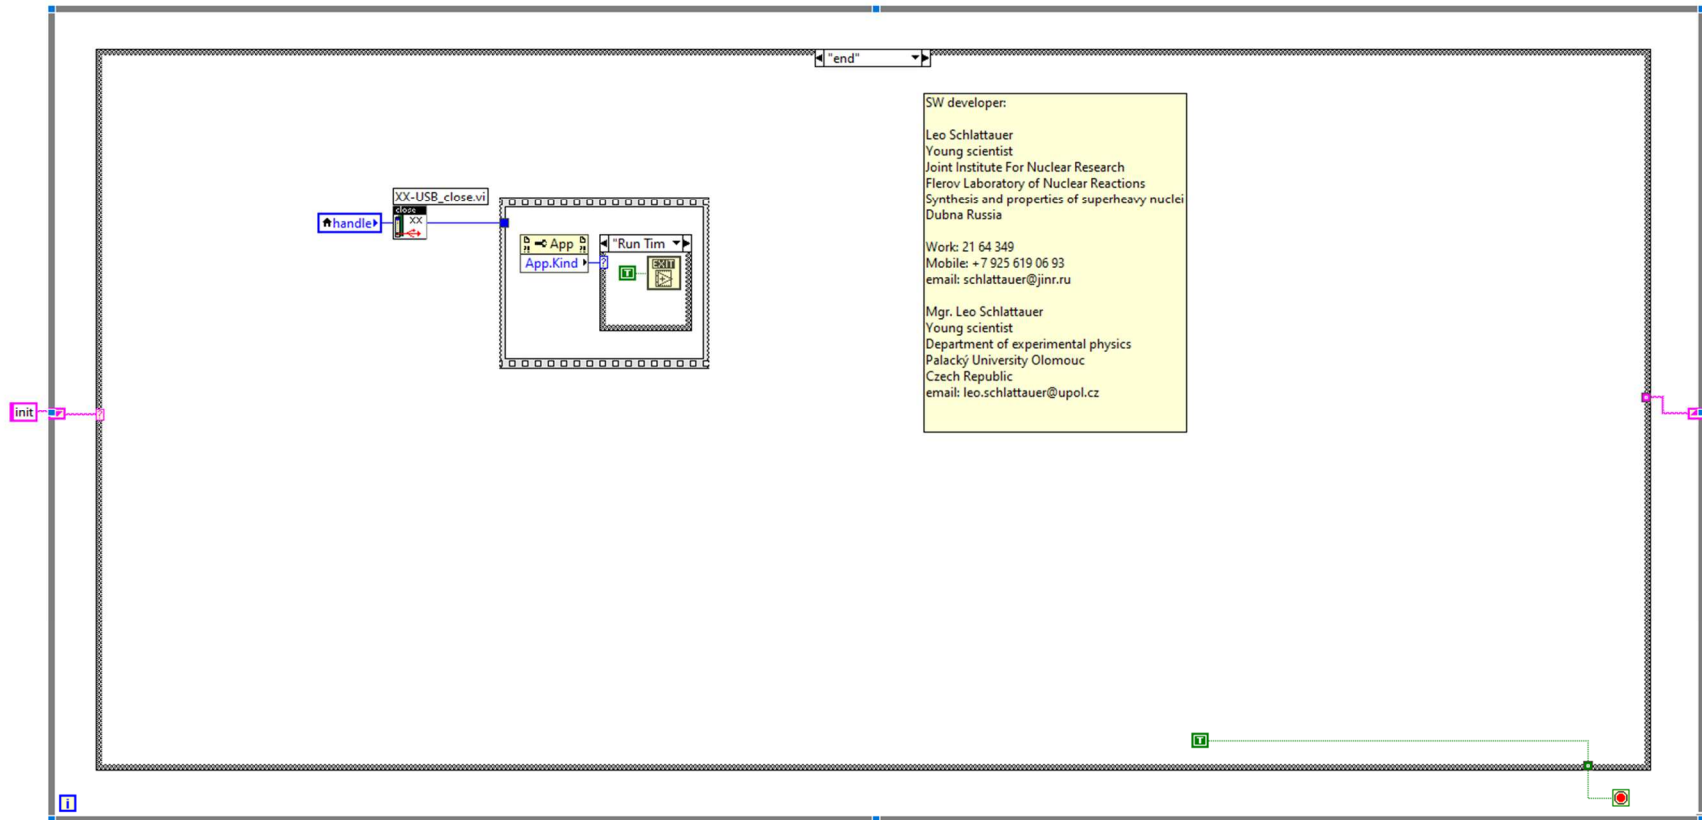 "end"
SW developer:
Leo Schlattauer
Young scientist
Joint Institute For Nuclear Research
Flerov Laboratory of Nuclear Reactions
Synthesis and properties of superheavy nuclei
Dubna Russia
Work: 21 64 349
Mobile: +7 925 619 06 93
email: schlattauer@jinr.ru
Mgr. Leo Schlattauer
Young scientist
Department of experimental physics
Palacký University Olomouc
Czech Republic
email: leo.schlattauer@upol.cz
XX-USB_close.vi
close
XX
handle
App
App.Kind
?
"Run Tim
T
EXIT
init
?
T
i